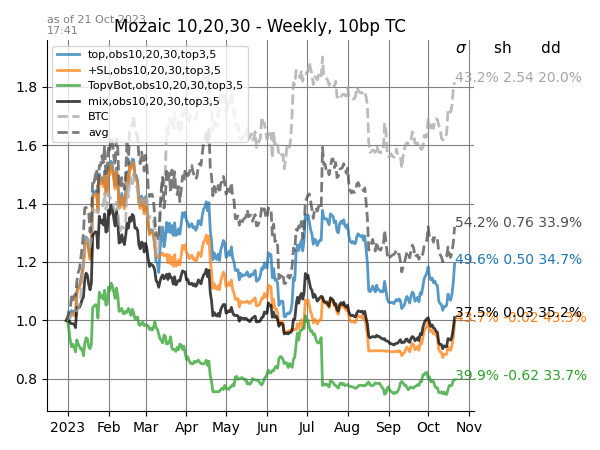 as of 21 Oct 2023
17:41
Mozaic 10,20,30 - Weekly, 10bp TC
σ sh dd
top,obs10,20,30,top3,5
+SL,obs10,20,30,top3,5
TopvBot,obs10,20,30,top3,5
mix,obs10,20,30,top3,5
BTC
avg
43.2% 2.54 20.0%
54.2% 0.76 33.9%
49.6% 0.50 34.7%
37.5% 0.03 35.2%
-0.02
39.9% -0.62 33.7%
1.8
1.6
1.4
1.2
1.0
0.8
2023 Feb Mar Apr May Jun Jul Aug Sep Oct Nov